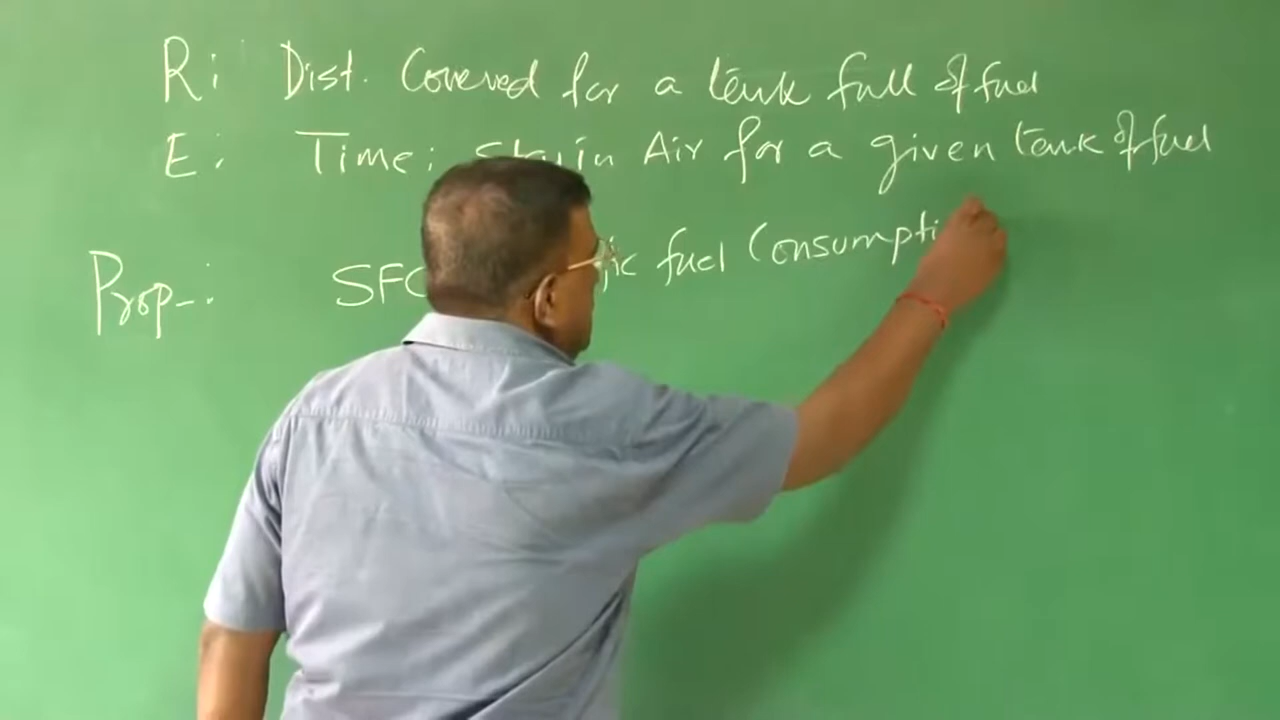 R: Dist. Covered for a tank full of fuel
E: Time: Stay in Air for a given tank of fuel
Prop-: SFC fuel Consumpti